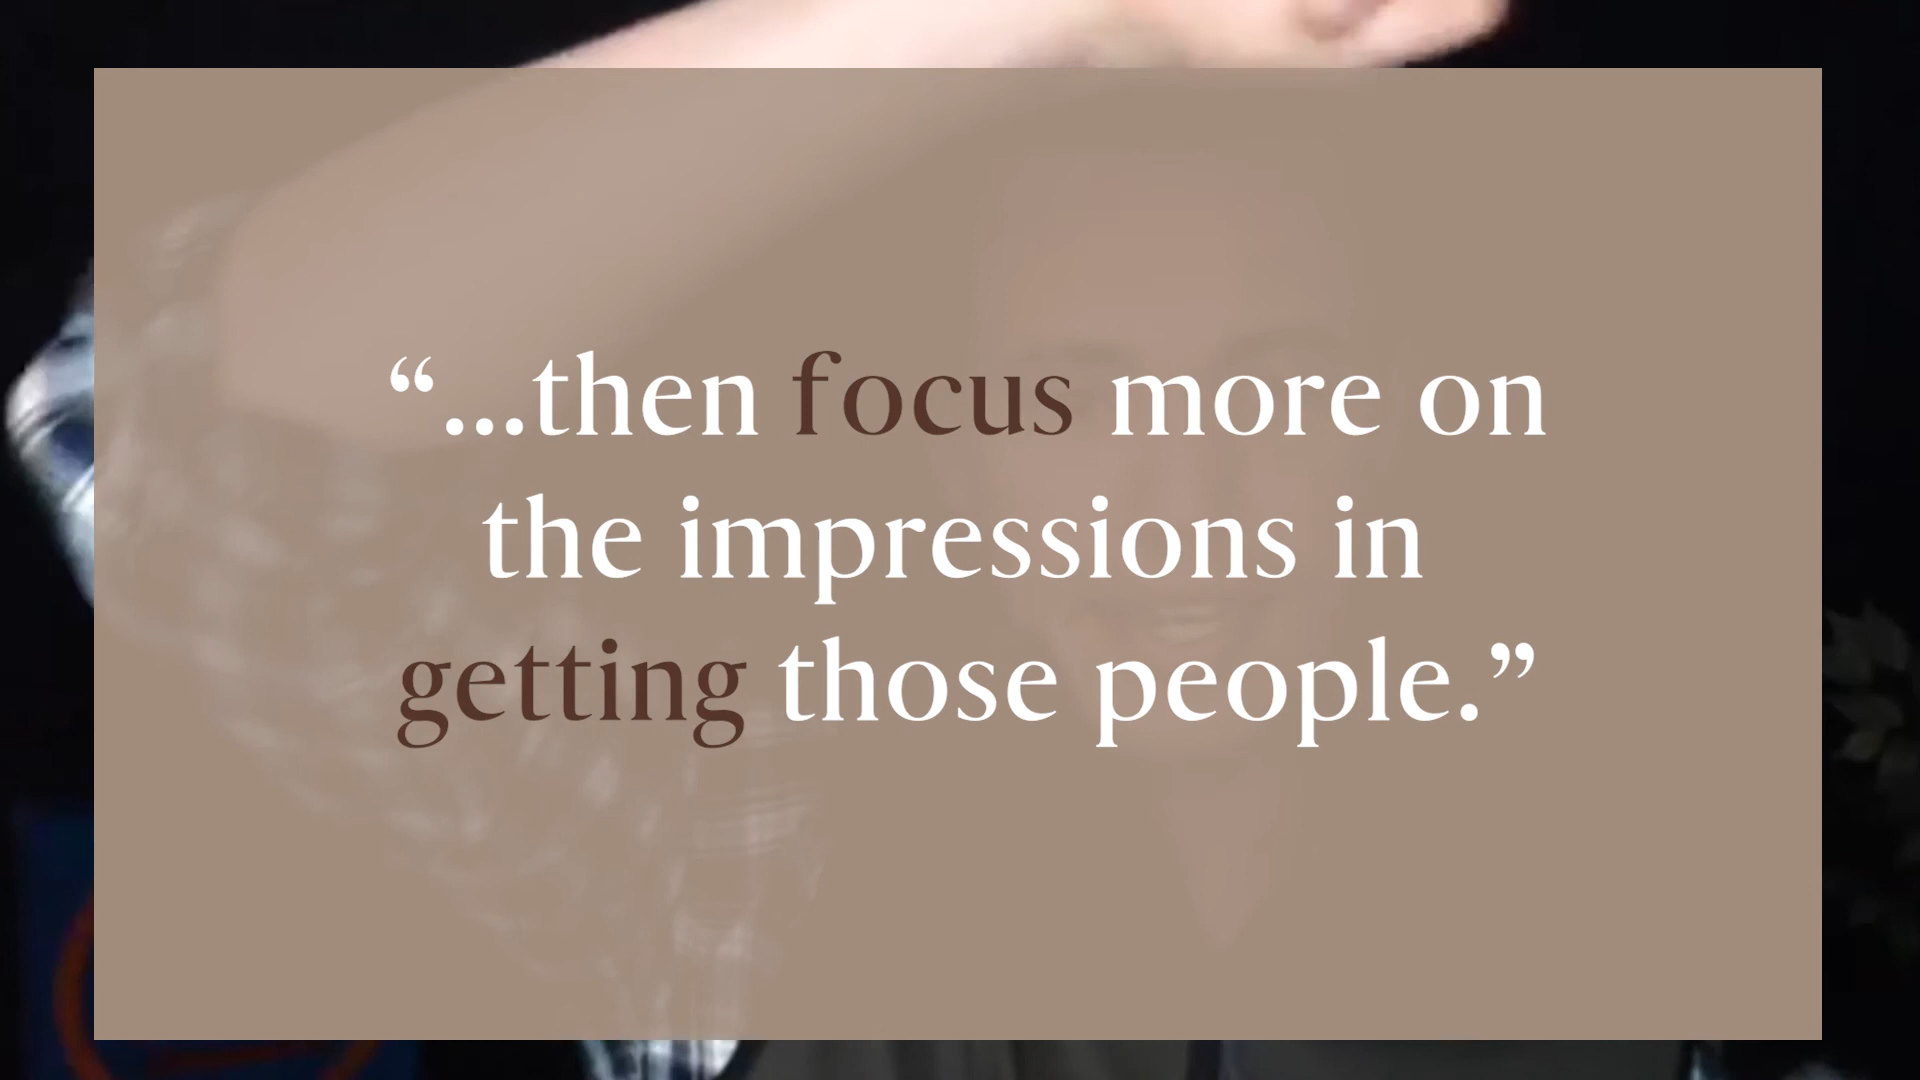 “...then focus more on
the impressions in
getting those people.”